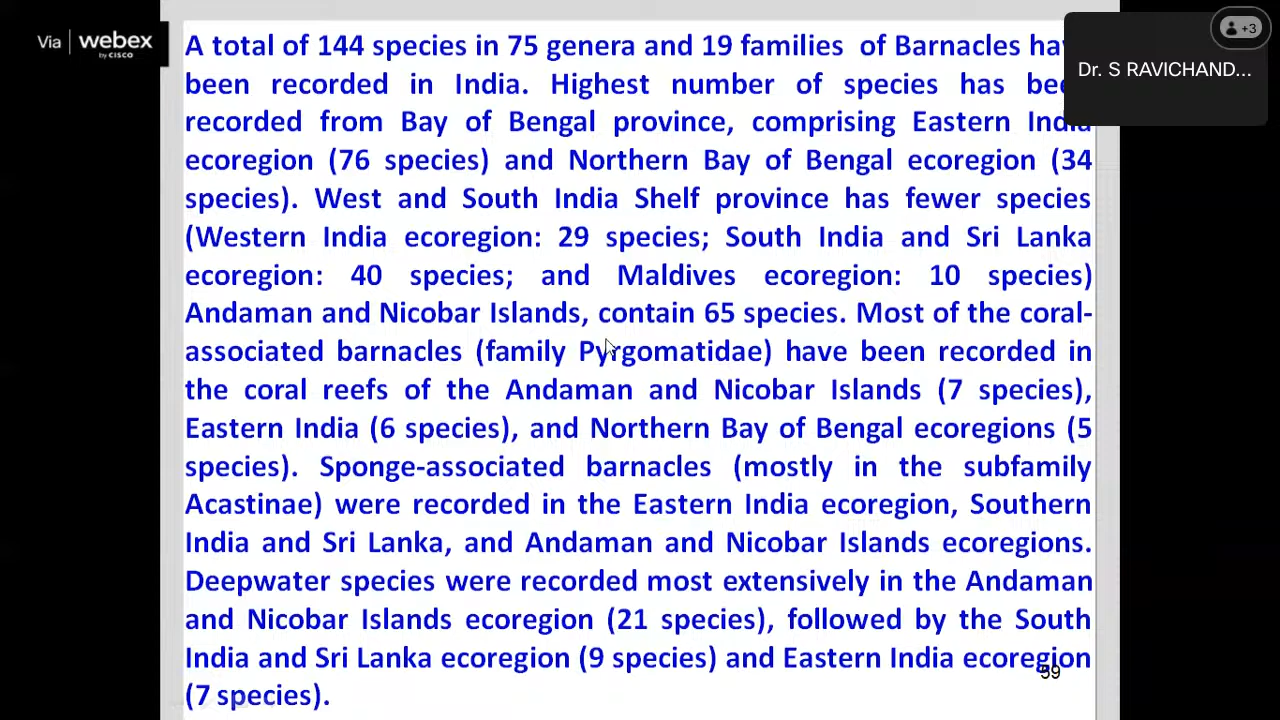 Via webex
by CISCO
+3
Dr. S RAVICHAND...
A total of 144 species in 75 genera and 19 families of Barnacles have
been recorded in India. Highest number of species has been
recorded from Bay of Bengal province, comprising Eastern India
ecoregion (76 species) and Northern Bay of Bengal ecoregion (34
species). West and South India Shelf province has fewer species
(Western India ecoregion: 29 species; South India and Sri Lanka
ecoregion: 40 species; and Maldives ecoregion: 10 species)
Andaman and Nicobar Islands, contain 65 species. Most of the coral-
associated barnacles (family Pyrgomatidae) have been recorded in
the coral reefs of the Andaman and Nicobar Islands (7 species),
Eastern India (6 species), and Northern Bay of Bengal ecoregions (5
species). Sponge-associated barnacles (mostly in the subfamily
Acastinae) were recorded in the Eastern India ecoregion, Southern
India and Sri Lanka, and Andaman and Nicobar Islands ecoregions.
Deepwater species were recorded most extensively in the Andaman
and Nicobar Islands ecoregion (21 species), followed by the South
India and Sri Lanka ecoregion (9 species) and Eastern India ecoregion
(7 species).
59